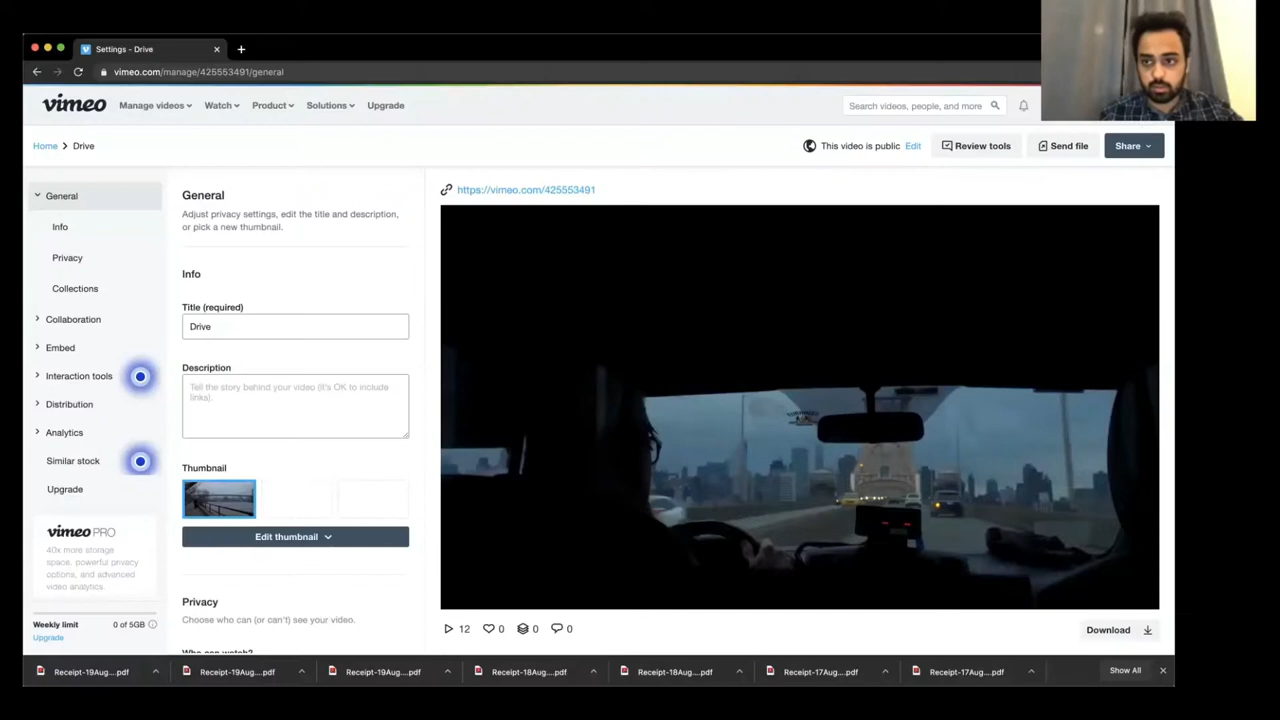 Settings - Drive
vimeo.com/manage/425553491/general
vimeo
Manage videos
Watch
Product
Solutions
Upgrade
Search videos, people, and more
Home
Drive
This video is public
Edit
Review tools
Send file
Share
General
Info
Privacy
Collections
Collaboration
Embed
Interaction tools
Distribution
Analytics
Similar stock
Upgrade
vimeo PRO
40x more storage
space, powerful privacy
options, and advanced
video analytics.
Weekly limit
0 of 5GB
Upgrade
General
Adjust privacy settings, edit the title and description,
or pick a new thumbnail.
Info
Title (required)
Drive
Description
Tell the story behind your video (it's OK to include
links).
Thumbnail
Edit thumbnail
Privacy
Choose who can (or can't) see your video.
Who can watch?
https://vimeo.com/425553491
12
0
0
0
Download
Receipt-19Aug....pdf
Receipt-19Aug....pdf
Receipt-19Aug....pdf
Receipt-18Aug....pdf
Receipt-18Aug....pdf
Receipt-17Aug....pdf
Receipt-17Aug....pdf
Show All